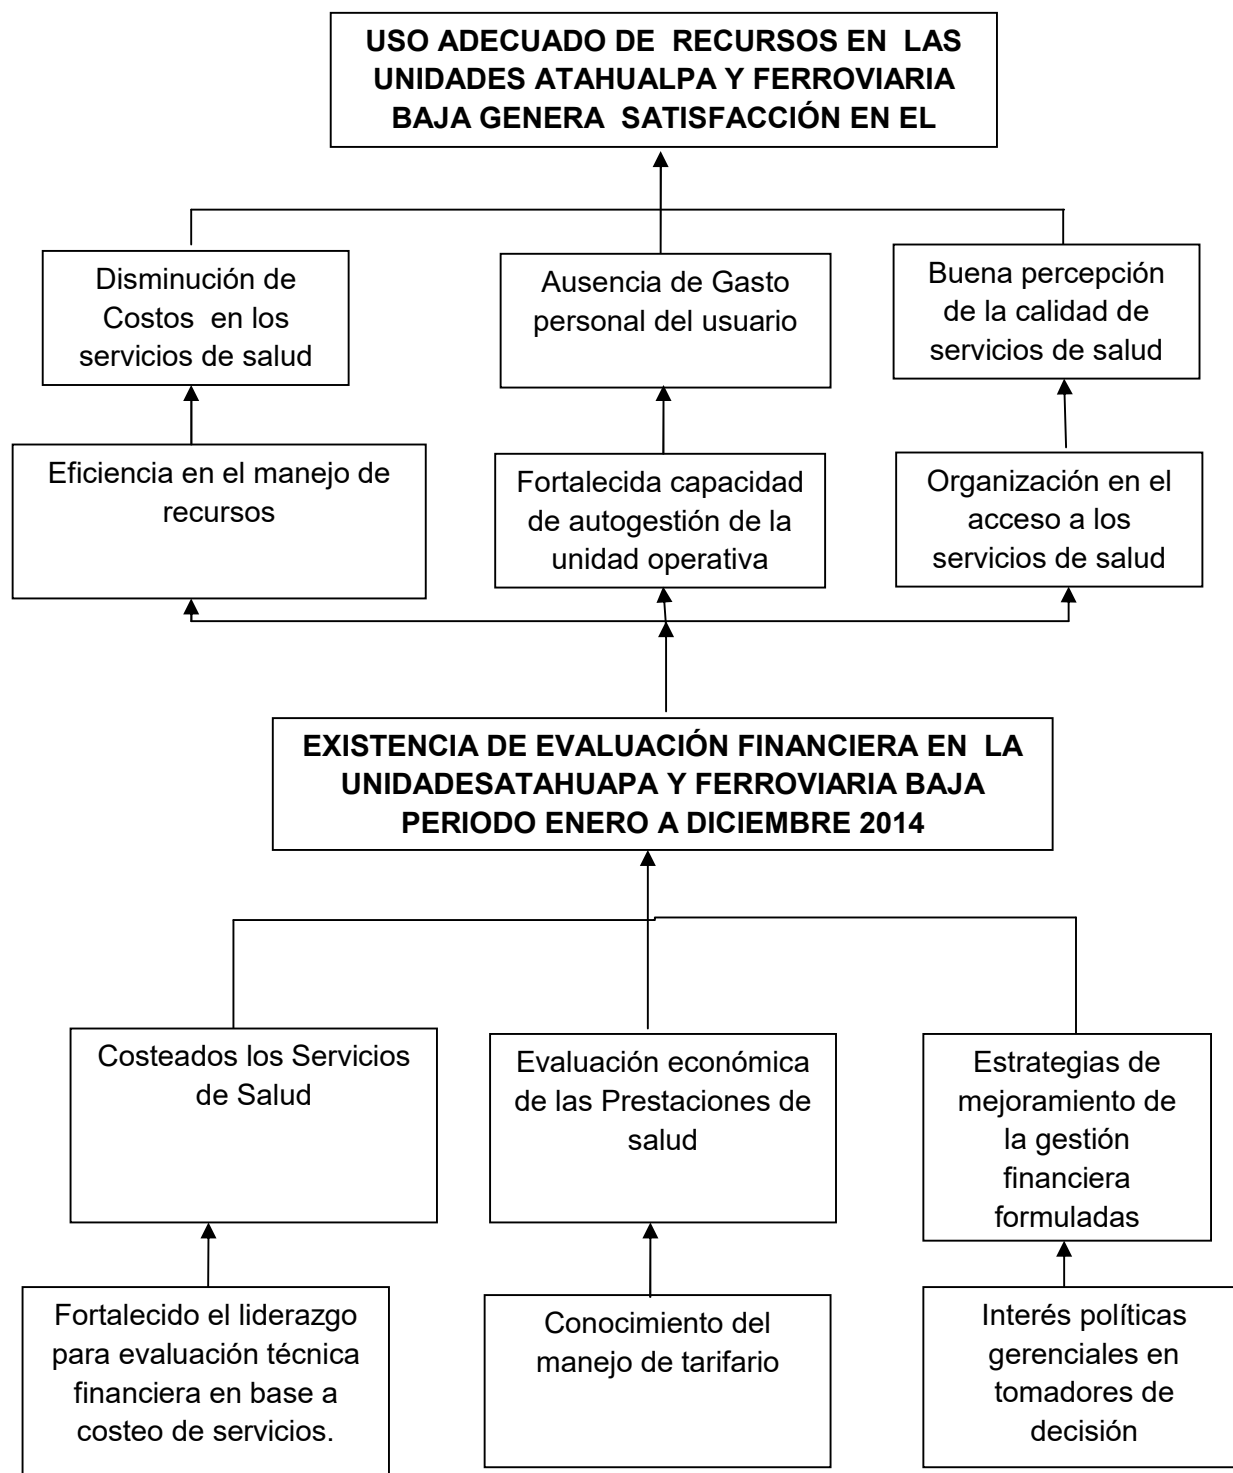 USO ADECUADO DE RECURSOS EN LAS
UNIDADES ATAHUALPA Y FERROVIARIA
BAJA GENERA SATISFACCIÓN EN EL
Disminución de
Costos en los
servicios de salud
Ausencia de Gasto
personal del usuario
Buena percepción
de la calidad de
servicios de salud
Eficiencia en el manejo de
recursos
Fortalecida capacidad
de autogestión de la
unidad operativa
Organización en el
acceso a los
servicios de salud
EXISTENCIA DE EVALUACIÓN FINANCIERA EN LA
UNIDADESATAHUAPA Y FERROVIARIA BAJA
PERIODO ENERO A DICIEMBRE 2014
Costeados los Servicios
de Salud
Evaluación económica
de las Prestaciones de
salud
Estrategias de
mejoramiento de
la gestión
financiera
formuladas
Fortalecido el liderazgo
para evaluación técnica
financiera en base a
costeo de servicios.
Conocimiento del
manejo de tarifario
Interés políticas
gerenciales en
tomadores de
decisión